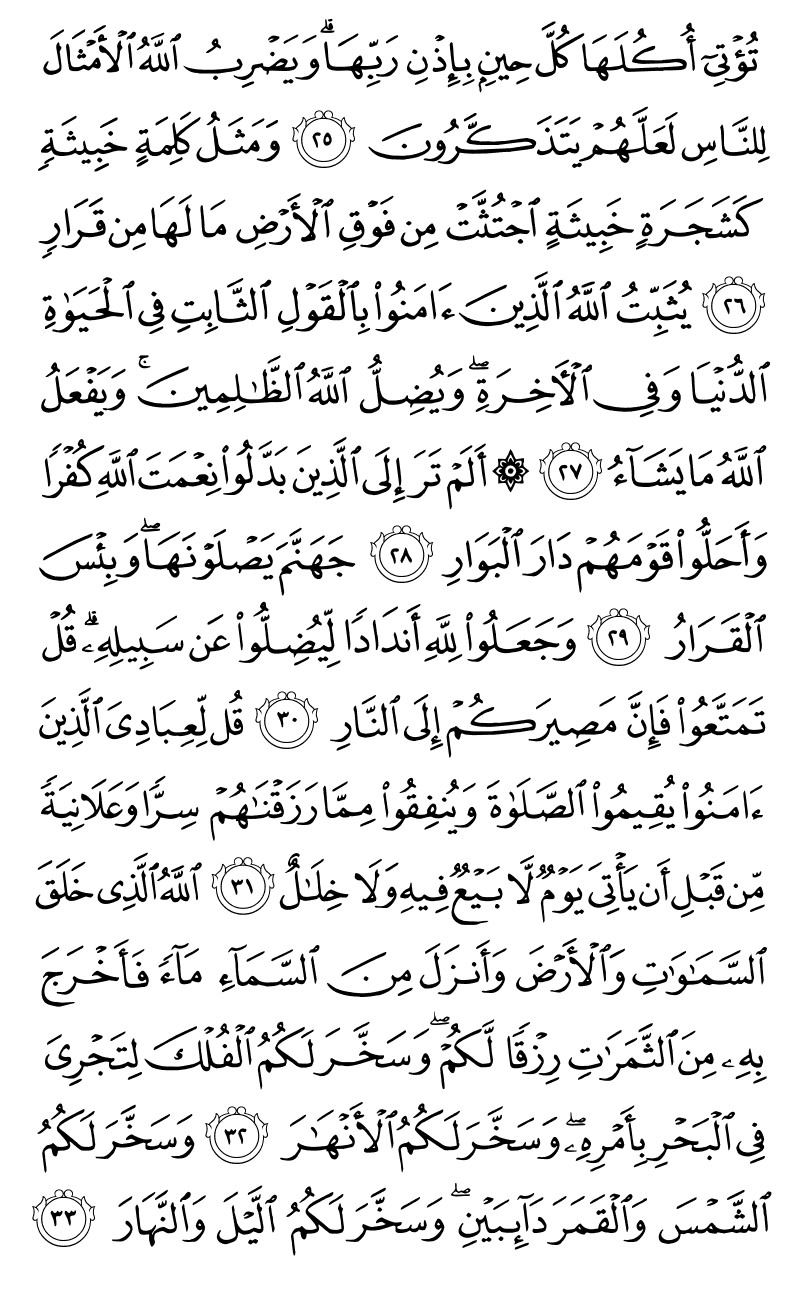 تُؤۡتِيٓ أُكُلَهَا كُلَّ حِينِۭ بِإِذۡنِ رَبِّهَاۗ وَيَضۡرِبُ ٱللَّهُ ٱلۡأَمۡثَالَ
لِلنَّاسِ لَعَلَّهُمۡ يَتَذَكَّرُونَ ٢٥ وَمَثَلُ كَلِمَةٍ خَبِيثَةٖ
كَشَجَرَةٍ خَبِيثَةٍ ٱجۡتُثَّتۡ مِن فَوۡقِ ٱلۡأَرۡضِ مَا لَهَا مِن قَرَارٖ
٢٦ يُثَبِّتُ ٱللَّهُ ٱلَّذِينَ ءَامَنُواْ بِٱلۡقَوۡلِ ٱلثَّابِتِ فِي ٱلۡحَيَوٰةِ
ٱلدُّنۡيَا وَفِي ٱلۡأٓخِرَةِۖ وَيُضِلُّ ٱللَّهُ ٱلظَّٰلِمِينَۚ وَيَفۡعَلُ
ٱللَّهُ مَا يَشَآءُ ٢٧ ۞ أَلَمۡ تَرَ إِلَى ٱلَّذِينَ بَدَّلُواْ نِعۡمَتَ ٱللَّهِ كُفۡرٗا
وَأَحَلُّواْ قَوۡمَهُمۡ دَارَ ٱلۡبَوَارِ ٢٨ جَهَنَّمَ يَصۡلَوۡنَهَاۖ وَبِئۡسَ
ٱلۡقَرَارُ ٢٩ وَجَعَلُواْ لِلَّهِ أَندَادٗا لِّيُضِلُّواْ عَن سَبِيلِهِۦۗ قُلۡ
تَمَتَّعُواْ فَإِنَّ مَصِيرَكُمۡ إِلَى ٱلنَّارِ ٣٠ قُل لِّعِبَادِيَ ٱلَّذِينَ
ءَامَنُواْ يُقِيمُواْ ٱلصَّلَوٰةَ وَيُنفِقُواْ مِمَّا رَزَقۡنَٰهُمۡ سِرّٗا وَعَلَانِيَةٗ
مِّن قَبۡلِ أَن يَأۡتِيَ يَوۡمٞ لَّا بَيۡعٞ فِيهِ وَلَا خِلَٰلٌ ٣١ ٱللَّهُ ٱلَّذِي خَلَقَ
ٱلسَّمَٰوَٰتِ وَٱلۡأَرۡضَ وَأَنزَلَ مِنَ ٱلسَّمَآءِ مَآءٗ فَأَخۡرَجَ
بِهِۦ مِنَ ٱلثَّمَرَٰتِ رِزۡقٗا لَّكُمۡۖ وَسَخَّرَ لَكُمُ ٱلۡفُلۡكَ لِتَجۡرِيَ
فِي ٱلۡبَحۡرِ بِأَمۡرِهِۦۖ وَسَخَّرَ لَكُمُ ٱلۡأَنۡهَٰرَ ٣٢ وَسَخَّرَ لَكُمُ
ٱلشَّمۡسَ وَٱلۡقَمَرَ دَآئِبَيۡنِۖ وَسَخَّرَ لَكُمُ ٱلَّيۡلَ وَٱلنَّهَارَ ٣٣